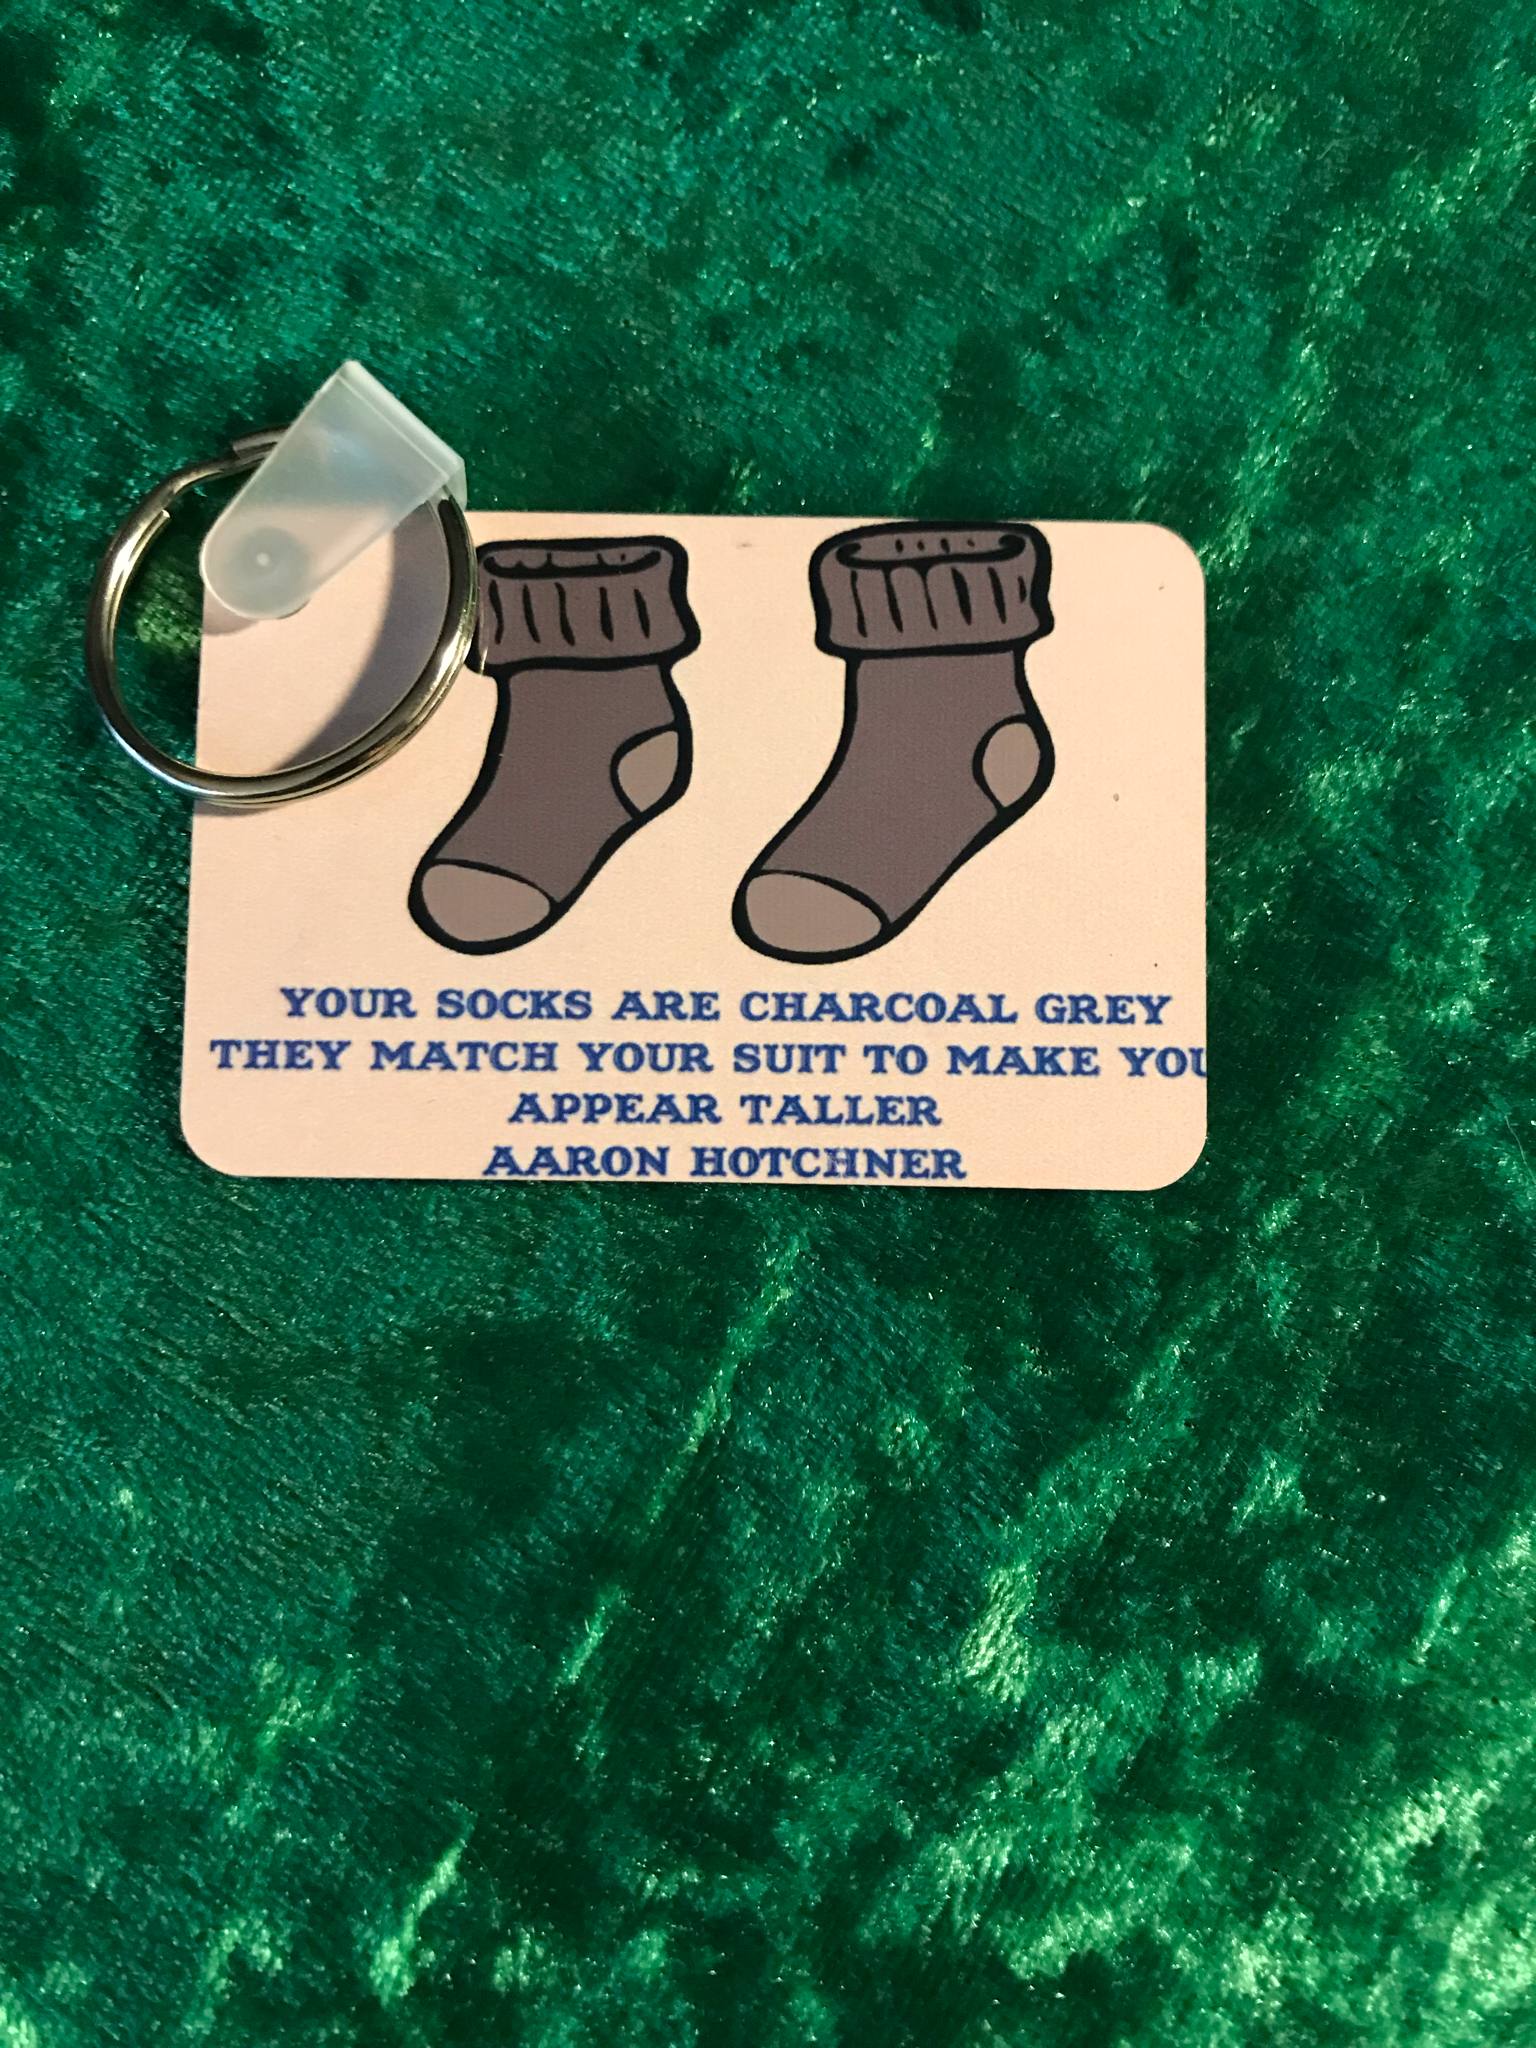 YOUR SOCKS ARE CHARCOAL GREY
THEY MATCH YOUR SUIT TO MAKE YOU
APPEAR TALLER
AARON HOTCHNER